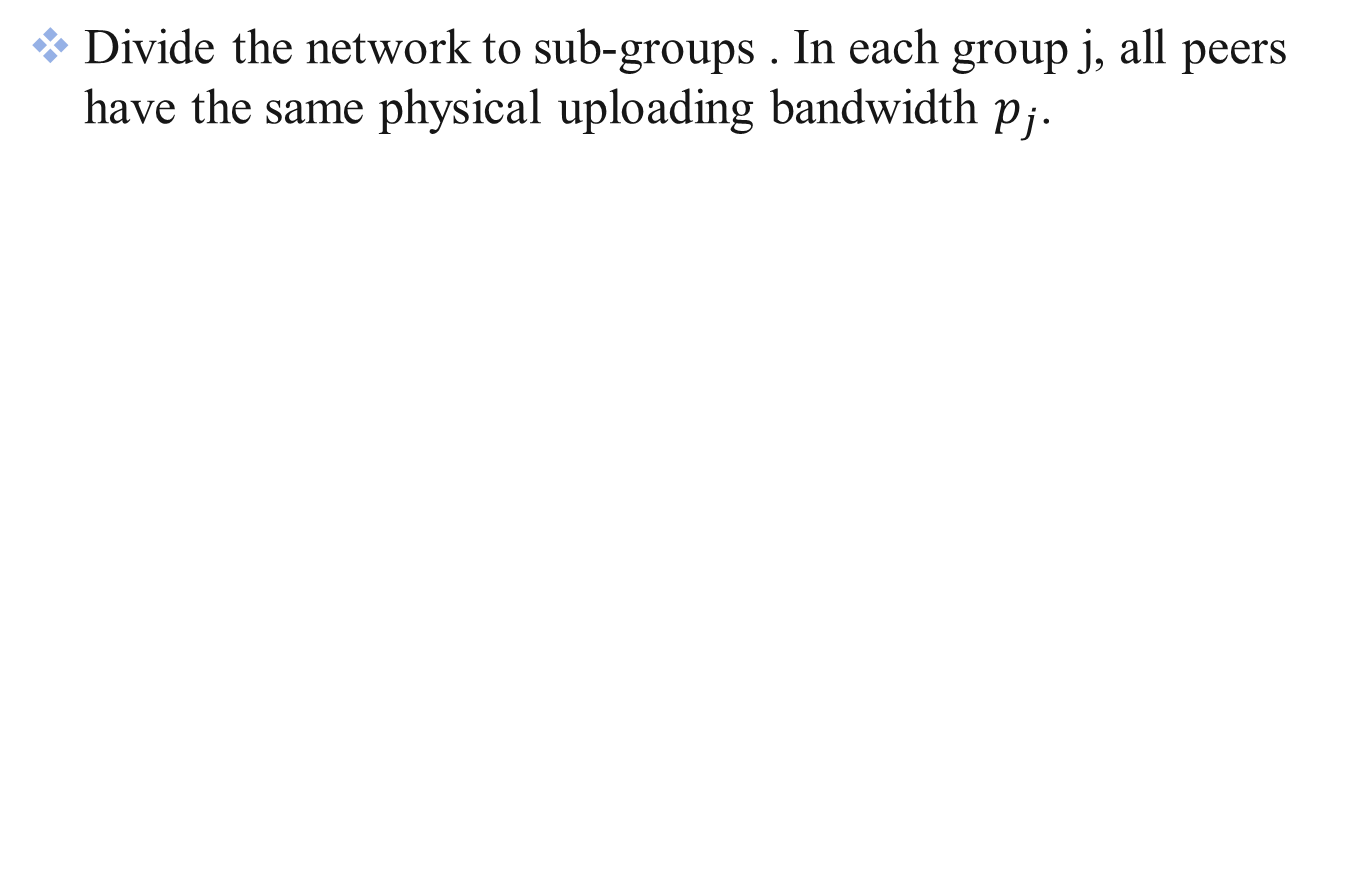 ❖ Divide the network to sub-groups . In each group j, all peers
have the same physical uploading bandwidth 𝑝𝑗.